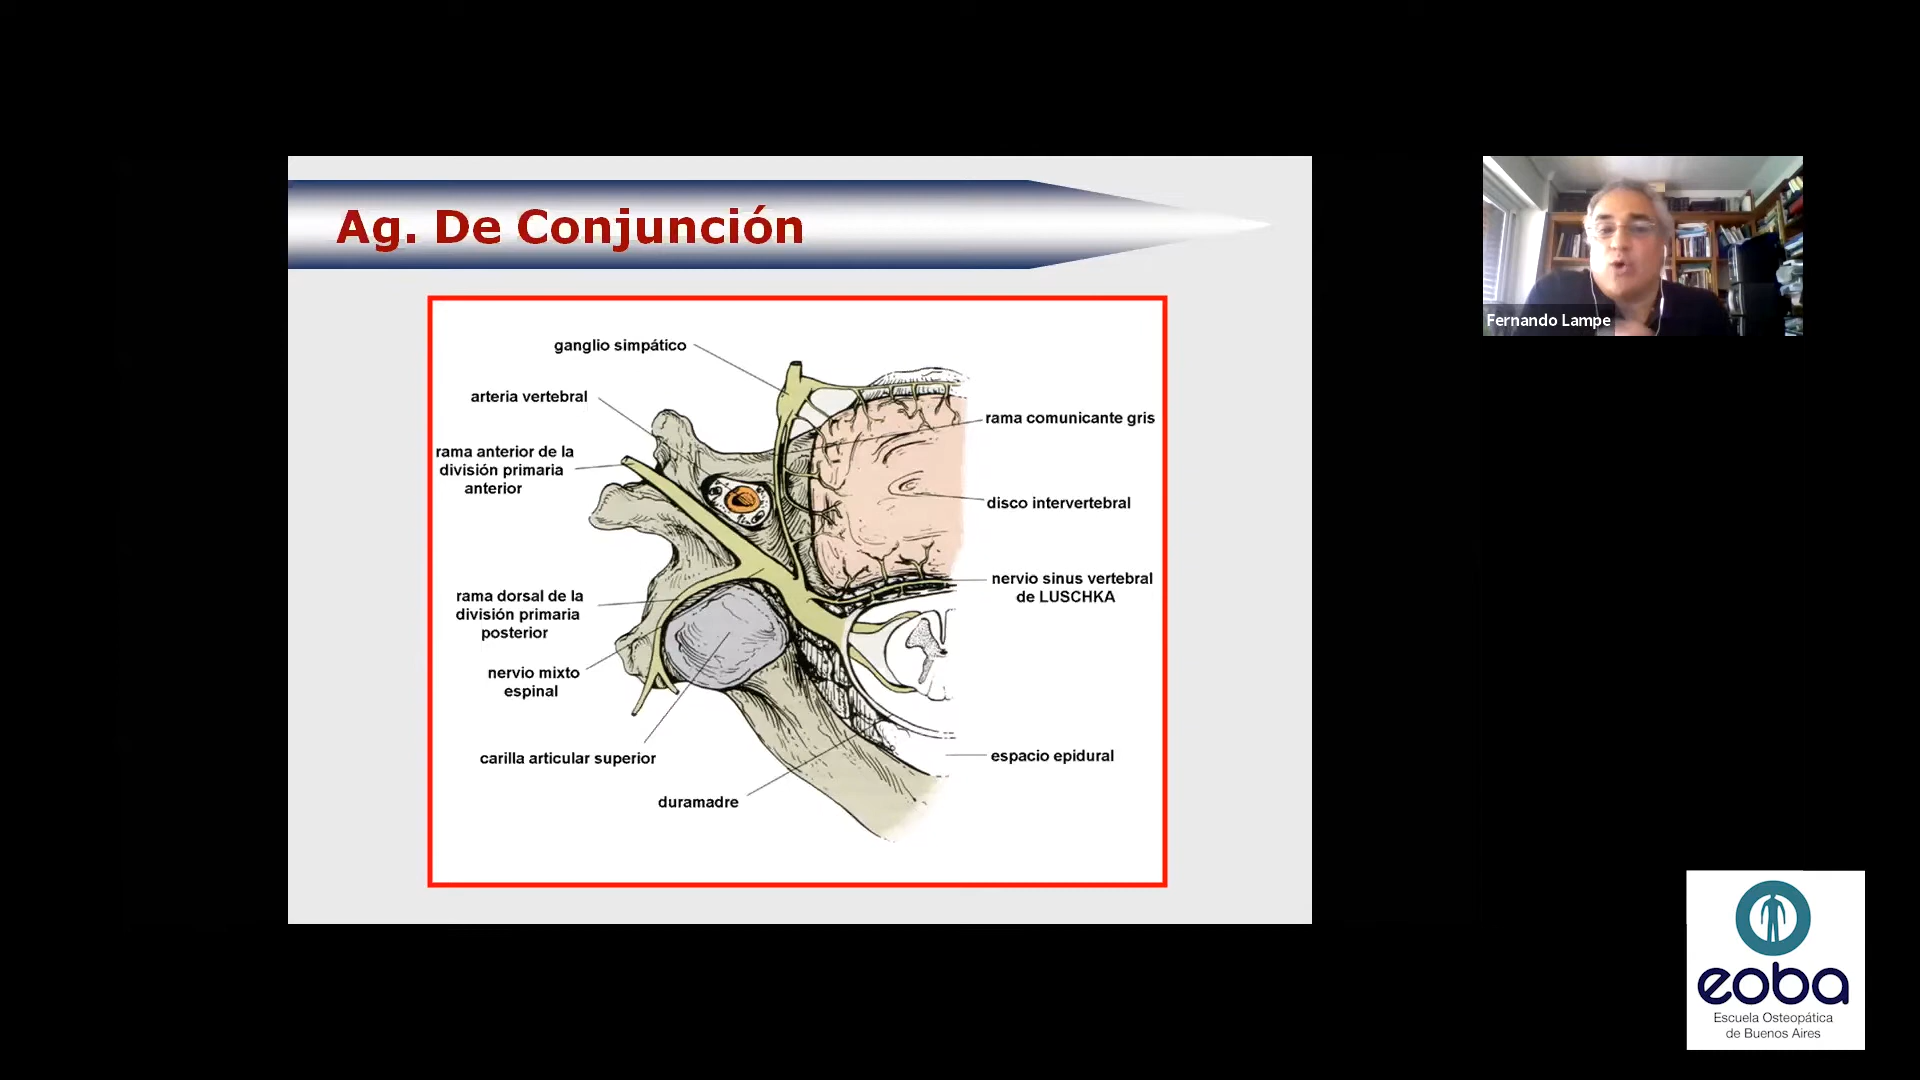 Ag. De Conjunción
ganglio simpático
arteria vertebral
rama anterior de la
división primaria
anterior
rama comunicante gris
disco intervertebral
nervio sinus vertebral
de LUSCHKA
rama dorsal de la
división primaria
posterior
nervio mixto
espinal
carilla articular superior
espacio epidural
duramadre
Fernando Lampe
eoba
Escuela Osteopática
de Buenos Aires